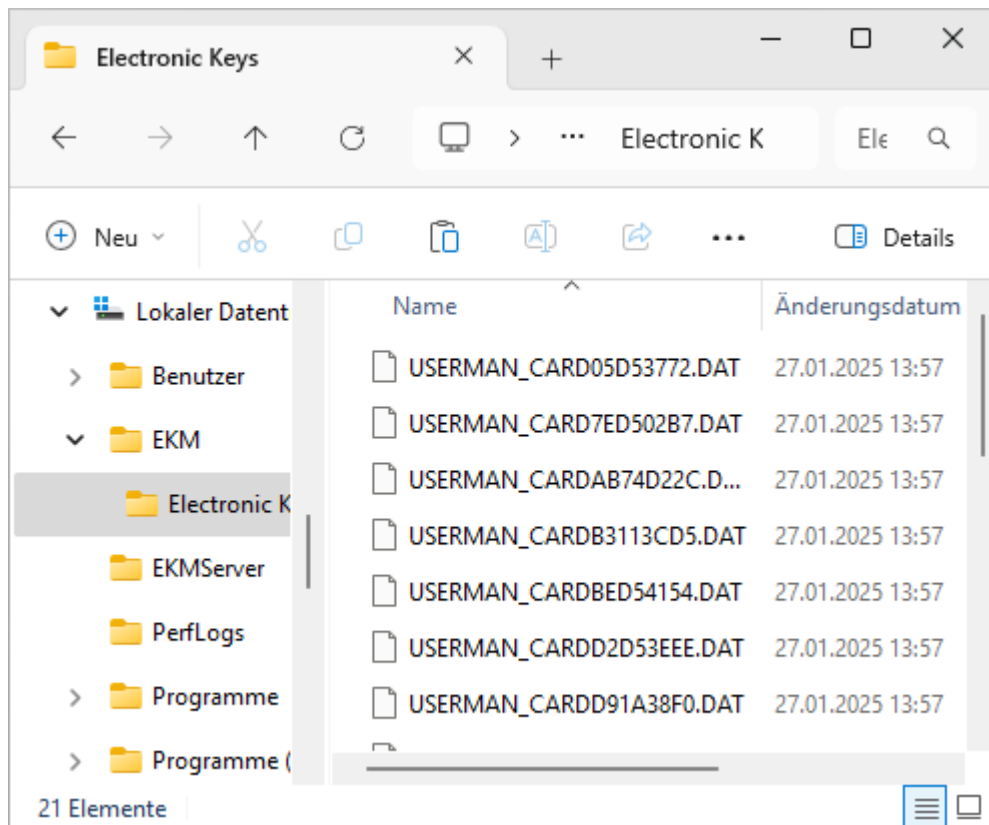 Electronic Keys
Electronic K
Ele
Neu
Details
Lokaler Datent
Benutzer
EKM
Electronic K
EKMServer
PerfLogs
Programme
Programme (
Name Änderungsdatum
USERMAN_CARD05D53772.DAT 27.01.2025 13:57
USERMAN_CARD7ED502B7.DAT 27.01.2025 13:57
USERMAN_CARDAB74D22C.D... 27.01.2025 13:57
USERMAN_CARDB3113CD5.DAT 27.01.2025 13:57
USERMAN_CARDBED54154.DAT 27.01.2025 13:57
USERMAN_CARDD2D53EEE.DAT 27.01.2025 13:57
USERMAN_CARDD91A38F0.DAT 27.01.2025 13:57
21 Elemente